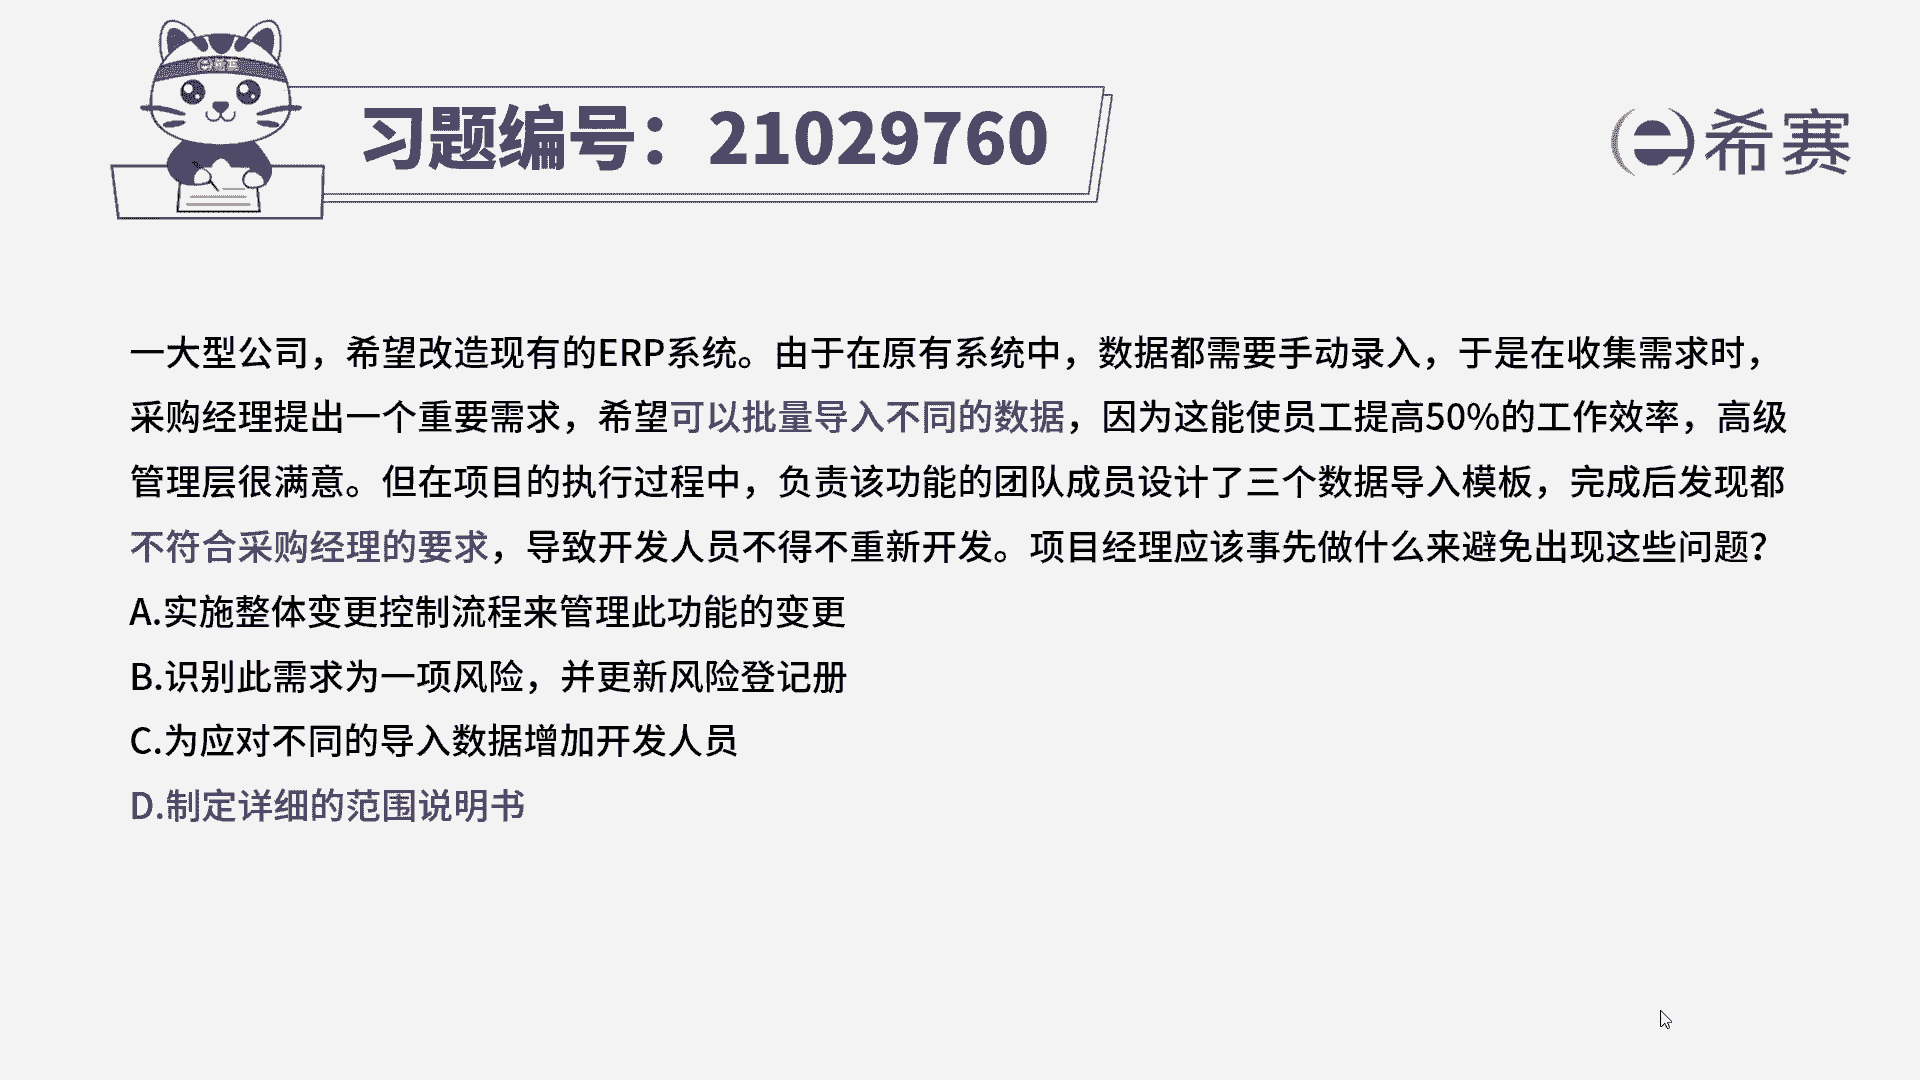 习题编号：21029760
希赛
一大型公司，希望改造现有的ERP系统。由于在原有系统中，数据都需要手动录入，于是在收集需求时，
采购经理提出一个重要需求，希望可以批量导入不同的数据，因为这能使员工提高50%的工作效率，高级
管理层很满意。但在项目的执行过程中，负责该功能的团队成员设计了三个数据导入模板，完成后发现都
不符合采购经理的要求，导致开发人员不得不重新开发。项目经理应该事先做什么来避免出现这些问题？
A.实施整体变更控制流程来管理此功能的变更
B.识别此需求为一项风险，并更新风险登记册
C.为应对不同的导入数据增加开发人员
D.制定详细的范围说明书